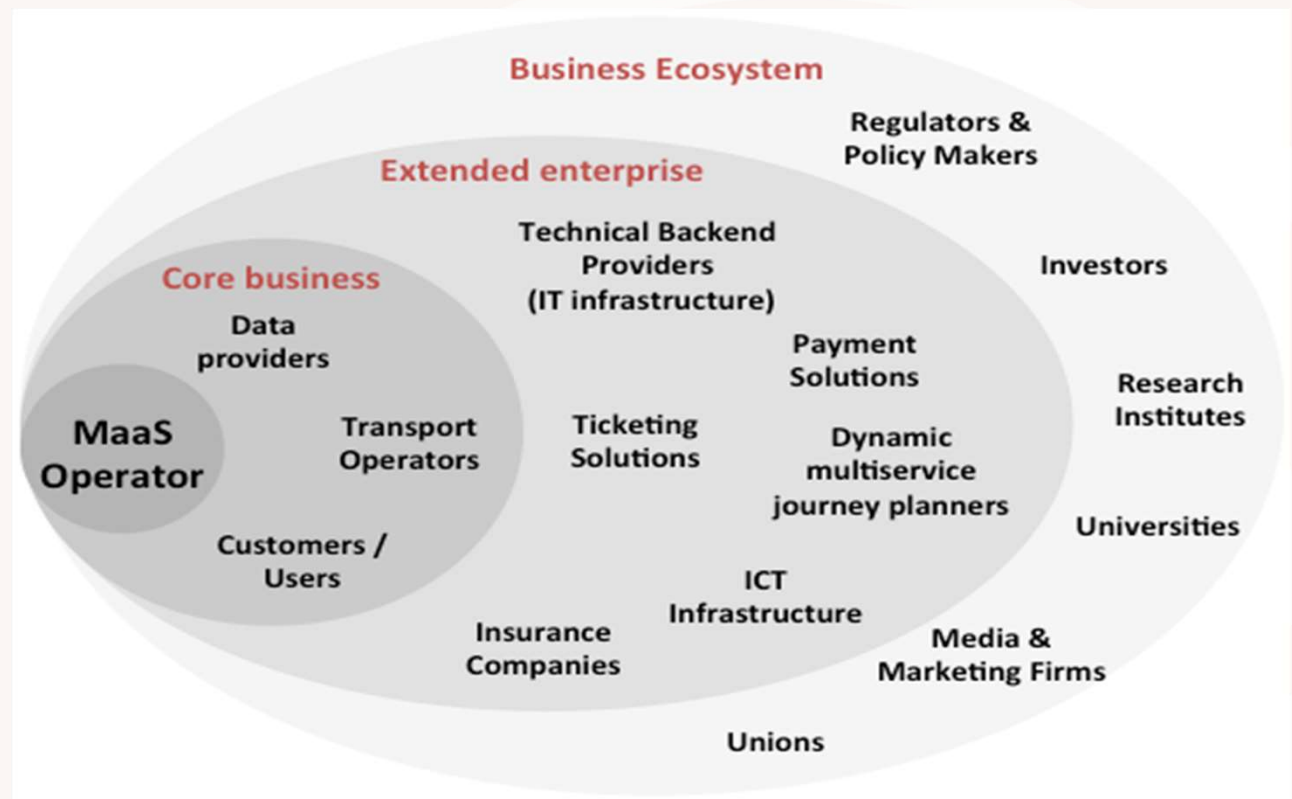 Business Ecosystem
Regulators &
Policy Makers
Extended enterprise
Technical Backend
Providers
(IT infrastructure)
Investors
Core business
Data
providers
Payment
Solutions
Research
Institutes
MaaS
Operator
Transport
Operators
Ticketing
Solutions
Dynamic
multiservice
journey planners
Universities
Customers /
Users
ICT
Infrastructure
Insurance
Companies
Media &
Marketing Firms
Unions